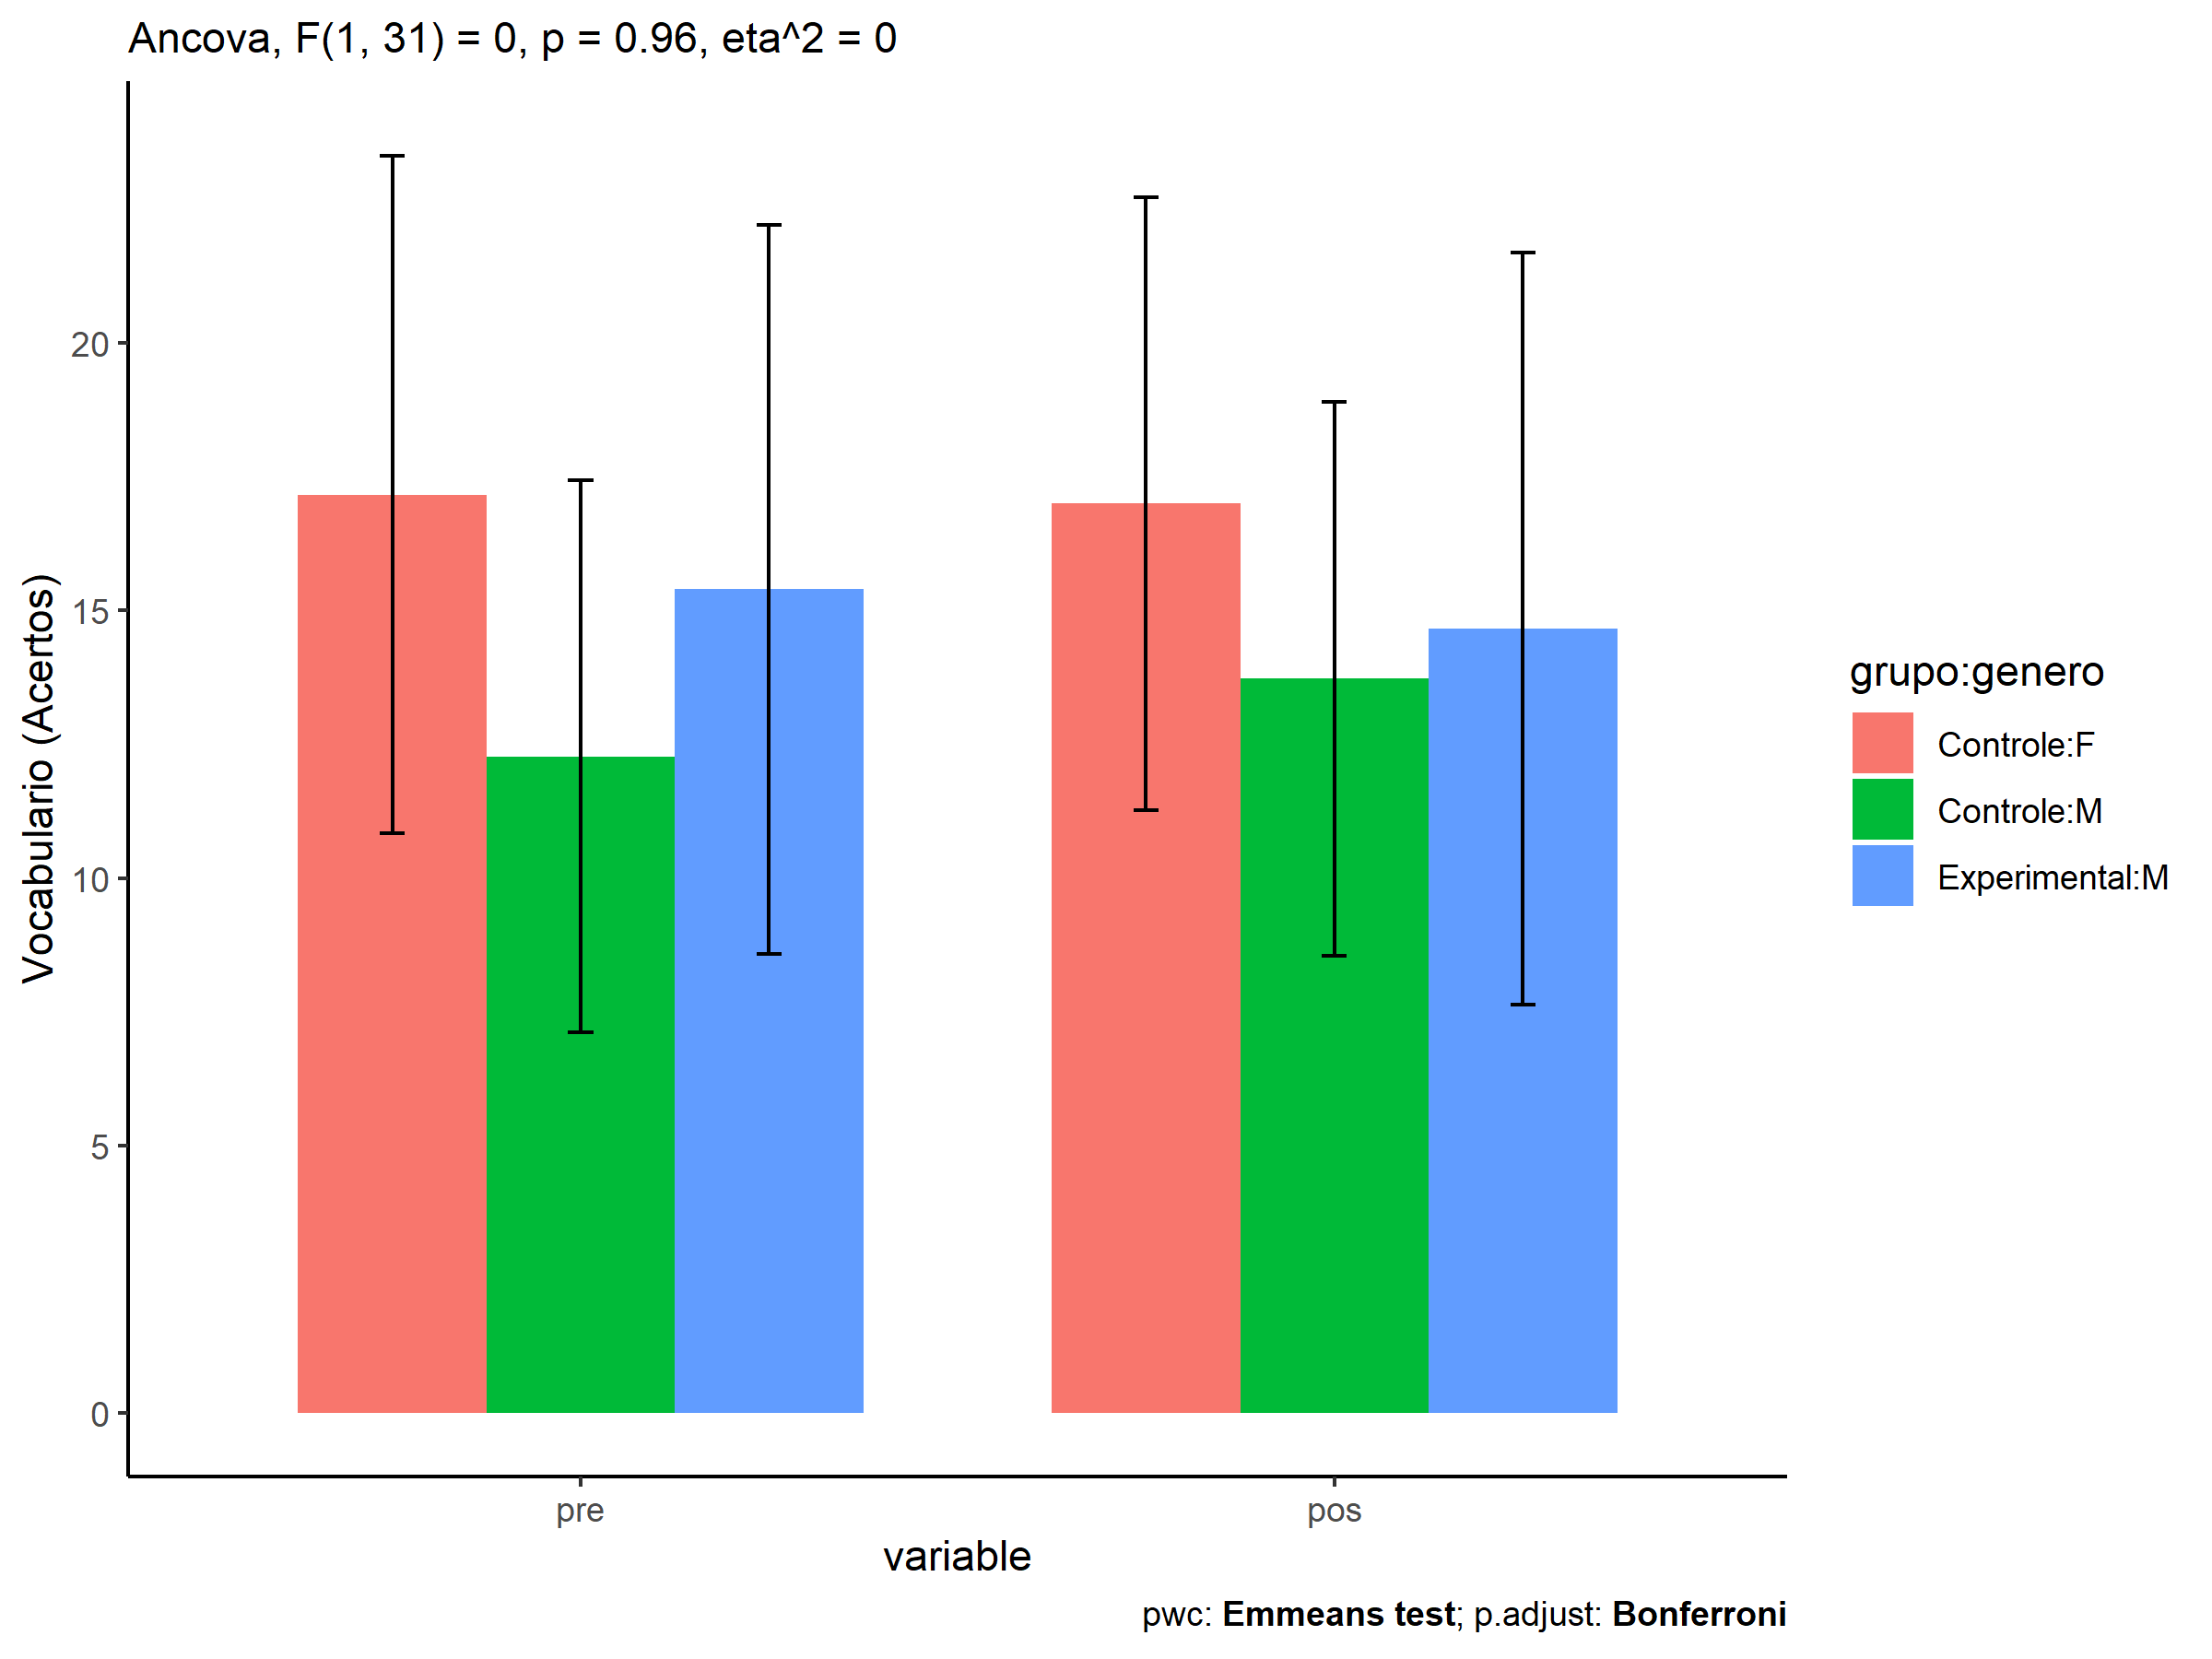 Ancova, F(1, 31) = 0, p = 0.96, eta^2 = 0
Vocabulario (Acertos)
20
15
10
5
0
pre
pos
variable
grupo:genero
Controle:F
Controle:M
Experimental:M
pwc: Emmeans test; p.adjust: Bonferroni